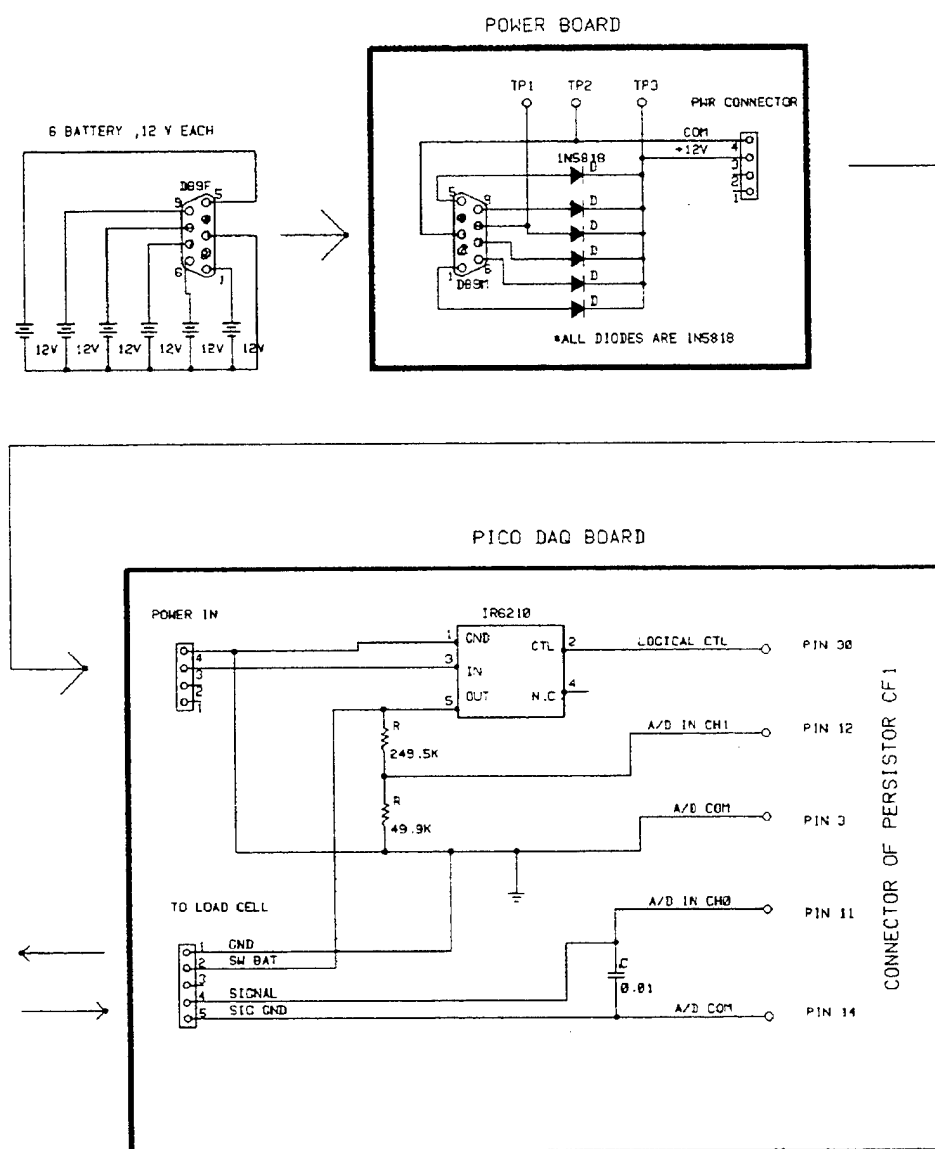 POWER BOARD
TP1 TP2 TP3
PWR CONNECTOR
6 BATTERY ,12 V EACH
COM
+12V
4
3
2
1
1N5818
D
D
D
D
D
D
DB9F
5
9
6
1
5
9
1
6
DB9M
12V 12V 12V 12V 12V 12V
*ALL DIODES ARE 1N5818
PICO DAQ BOARD
POWER IN
4
3
2
1
IR6210
1 GND
3 IN
5 OUT
CTL 2
N.C 4
LOGICAL CTL
PIN 30
R
249.5K
A/D IN CH1
PIN 12
R
49.9K
A/D COM
PIN 3
TO LOAD CELL
1 GND
2 SW BAT
3
4 SIGNAL
5 SIG GND
A/D IN CH0
PIN 11
C
0.01
A/D COM
PIN 14
CONNECTOR OF PERSISTOR CF1